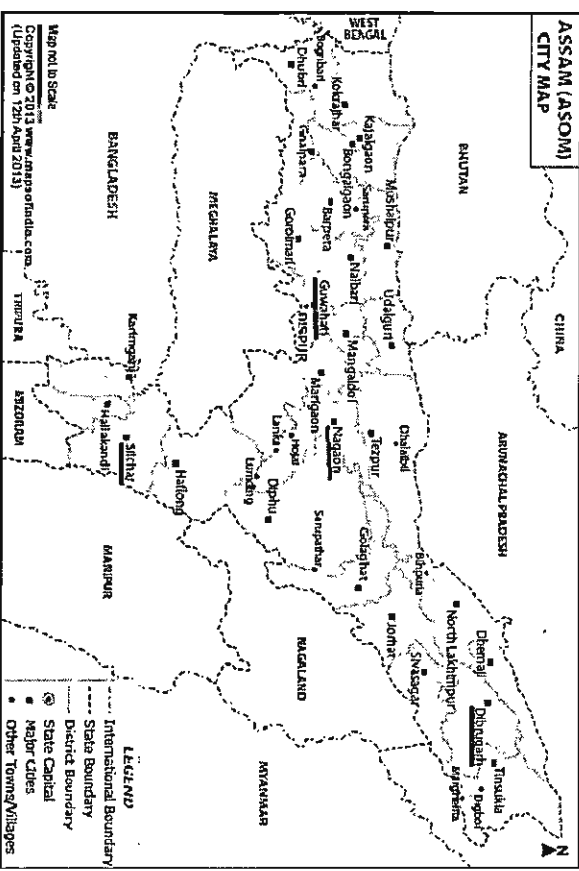 ASSAM (ASOM)
CITY MAP
CHINA
N
BHUTAN
ARUNACHAL PRADESH
WEST
BENGAL
Dhemaji
Tinsukia
Dibrugarh
Digboi
Margherita
North Lakhimpur
Bihpuria
Sivasagar
Jorhat
Golaghat
Udalguri
Mushalpur
Kajalgaon
Kokrajhar
Bongaigaon
Nalbari
Mangaldoi
Tezpur
Barpeta
Dhubri
Goalpara
Guwahati
DISPUR
Marigaon
Nagaon
Hojai
Lanka
Lumding
Diphu
Sarupathar
NAGALAND
MYANMAR
MEGHALAYA
Haflong
BANGLADESH
Karimganj
Silchar
Hailakandi
MANIPUR
TRIPURA
MIZORAM
Map not to Scale
Copyright © 2013 www.mapsofindia.com
(Updated on 12th April 2013)
LEGEND
International Boundary
State Boundary
District Boundary
State Capital
Major Cities
Other Towns/Villages